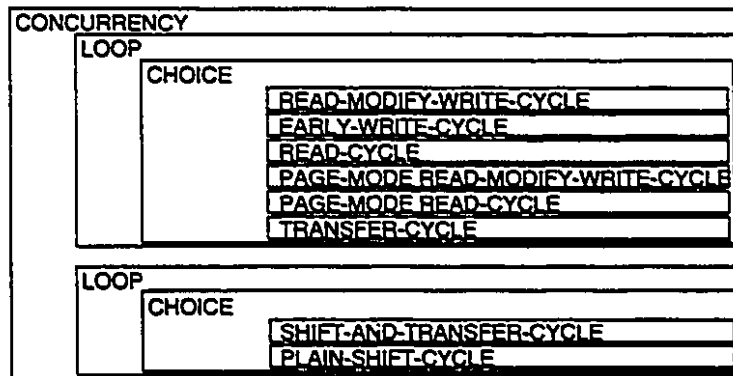 CONCURRENCY
LOOP
CHOICE
READ-MODIFY-WRITE-CYCLE
EARLY-WRITE-CYCLE
READ-CYCLE
PAGE-MODE READ-MODIFY-WRITE-CYCLE
PAGE-MODE READ-CYCLE
TRANSFER-CYCLE
LOOP
CHOICE
SHIFT-AND-TRANSFER-CYCLE
PLAIN-SHIFT-CYCLE